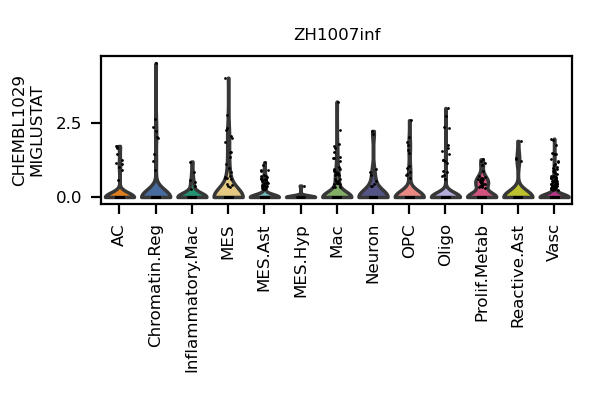 ZH1007inf
CHEMBL1029
MIGLUSTAT
2.5
0.0
AC
Chromatin.Reg
Inflammatory.Mac
MES
MES.Ast
MES.Hyp
Mac
Neuron
OPC
Oligo
Prolif.Metab
Reactive.Ast
Vasc